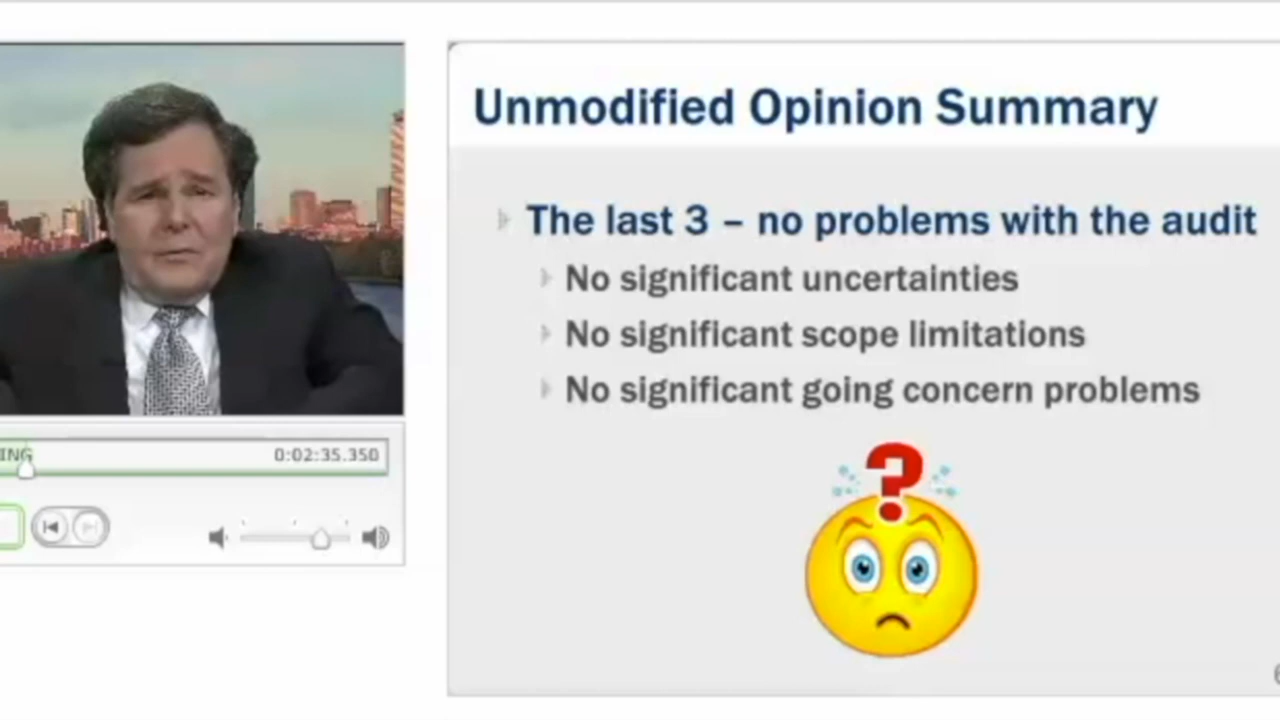 Unmodified Opinion Summary
The last 3 – no problems with the audit
No significant uncertainties
No significant scope limitations
No significant going concern problems
?
ING
0:02:35.350